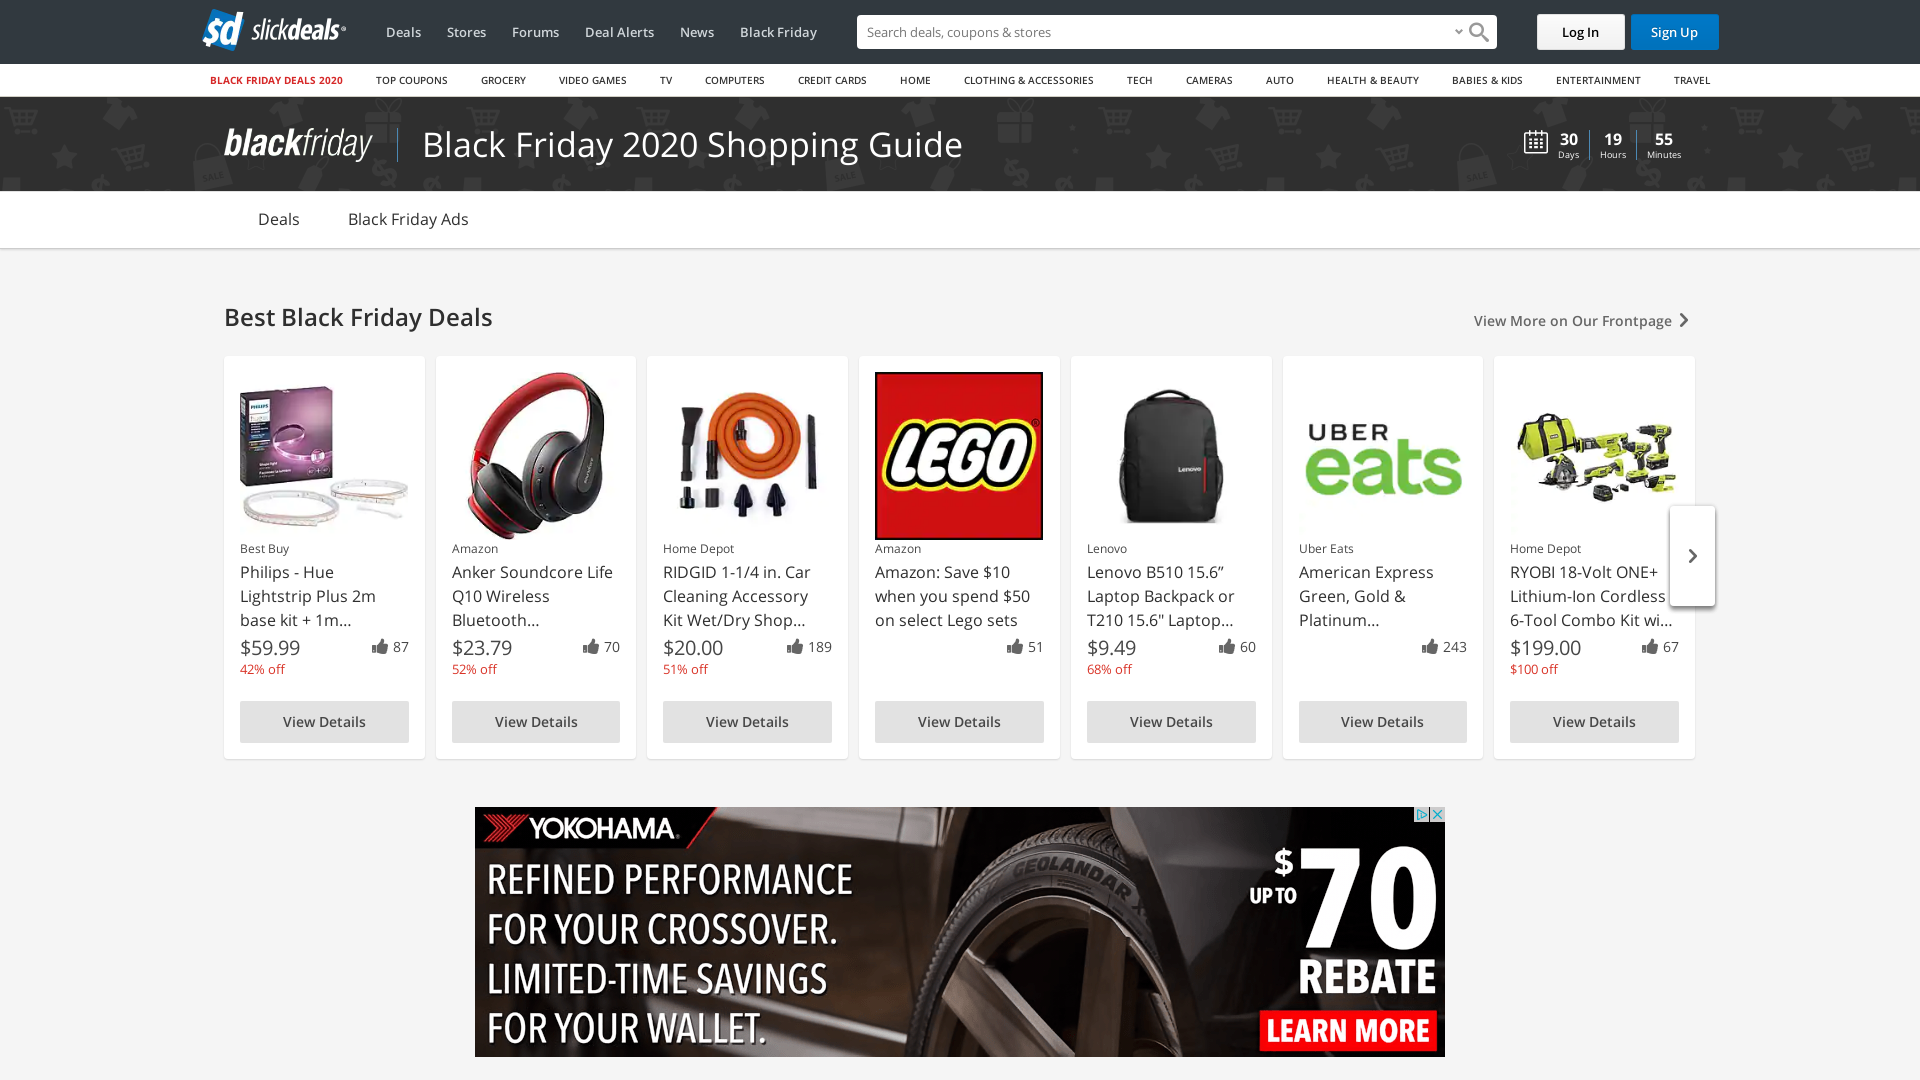 sd slickdeals
Deals
Stores
Forums
Deal Alerts
News
Black Friday
Search deals, coupons & stores
Log In
Sign Up
BLACK FRIDAY DEALS 2020
TOP COUPONS
GROCERY
VIDEO GAMES
TV
COMPUTERS
CREDIT CARDS
HOME
CLOTHING & ACCESSORIES
TECH
CAMERAS
AUTO
HEALTH & BEAUTY
BABIES & KIDS
ENTERTAINMENT
TRAVEL
blackfriday
Black Friday 2020 Shopping Guide
30 19 55
Days Hours Minutes
Deals
Black Friday Ads
Best Black Friday Deals
View More on Our Frontpage
Best Buy
Philips - Hue
Lightstrip Plus 2m
base kit + 1m...
$59.99
87
42% off
View Details
Amazon
Anker Soundcore Life
Q10 Wireless
Bluetooth...
$23.79
70
52% off
View Details
Home Depot
RIDGID 1-1/4 in. Car
Cleaning Accessory
Kit Wet/Dry Shop...
$20.00
189
51% off
View Details
LEGO
Amazon
Amazon: Save $10
when you spend $50
on select Lego sets
51
View Details
Lenovo
Lenovo
Lenovo B510 15.6”
Laptop Backpack or
T210 15.6" Laptop...
$9.49
60
68% off
View Details
UBER
eats
Uber Eats
American Express
Green, Gold &
Platinum...
243
View Details
Home Depot
RYOBI 18-Volt ONE+
Lithium-Ion Cordless
6-Tool Combo Kit wi...
$199.00
67
$100 off
View Details
YOKOHAMA
REFINED PERFORMANCE
FOR YOUR CROSSOVER.
LIMITED-TIME SAVINGS
FOR YOUR WALLET.
GEOLANDAR
UP TO
$70
REBATE
LEARN MORE